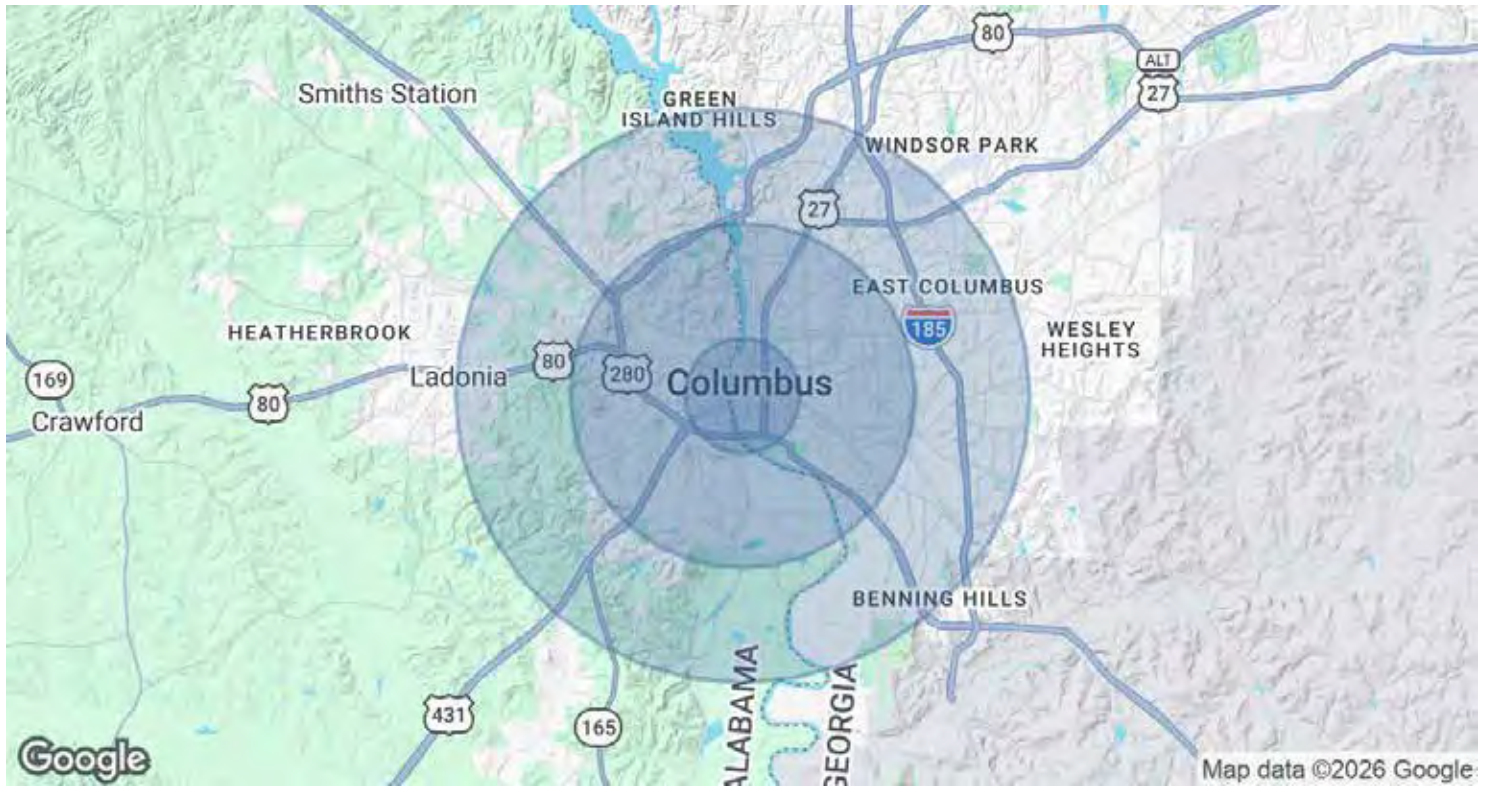 80
ALT
27
Smiths Station
GREEN
ISLAND HILLS
WINDSOR PARK
27
EAST COLUMBUS
185
WESLEY
HEIGHTS
HEATHERBROOK
80
280
Columbus
Ladonia
169
80
Crawford
BENNING HILLS
ALABAMA
GEORGIA
431
165
Google
Map data ©2026 Google